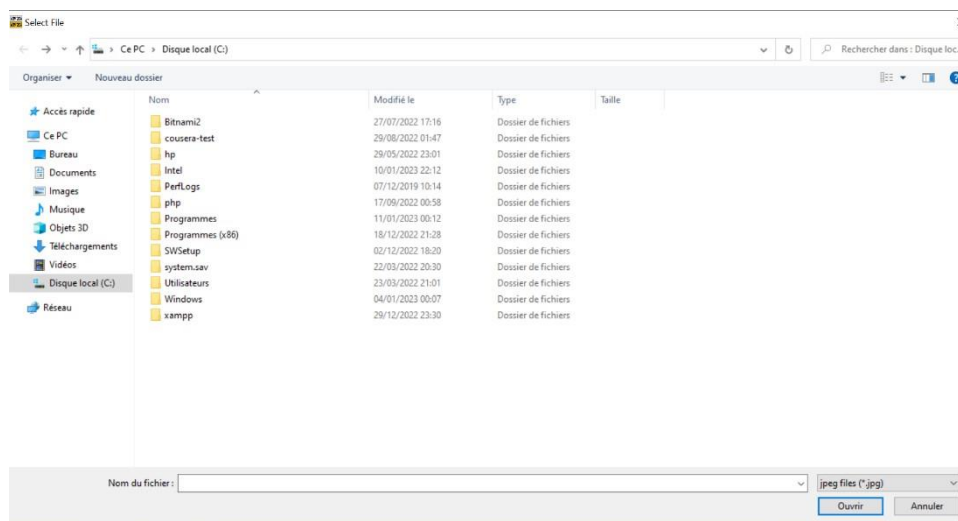 Select File
Ce PC › Disque local (C:)
Rechercher dans : Disque loc
Organiser
Nouveau dossier
Nom Modifié le Type Taille
Accès rapide
Ce PC
Bureau
Documents
Images
Musique
Objets 3D
Téléchargements
Vidéos
Disque local (C:)
Réseau
Bitnami2 27/07/2022 17:16 Dossier de fichiers
cousera-test 29/08/2022 01:47 Dossier de fichiers
hp 29/05/2022 23:01 Dossier de fichiers
Intel 10/01/2023 22:12 Dossier de fichiers
PerfLogs 07/12/2019 10:14 Dossier de fichiers
php 17/09/2022 00:58 Dossier de fichiers
Programmes 11/01/2023 00:12 Dossier de fichiers
Programmes (x86) 18/12/2022 21:28 Dossier de fichiers
SWSetup 02/12/2022 18:20 Dossier de fichiers
system.sav 22/03/2022 20:30 Dossier de fichiers
Utilisateurs 23/03/2022 21:01 Dossier de fichiers
Windows 04/01/2023 00:07 Dossier de fichiers
xampp 29/12/2022 23:30 Dossier de fichiers
Nom du fichier :
jpeg files (*.jpg)
Ouvrir
Annuler